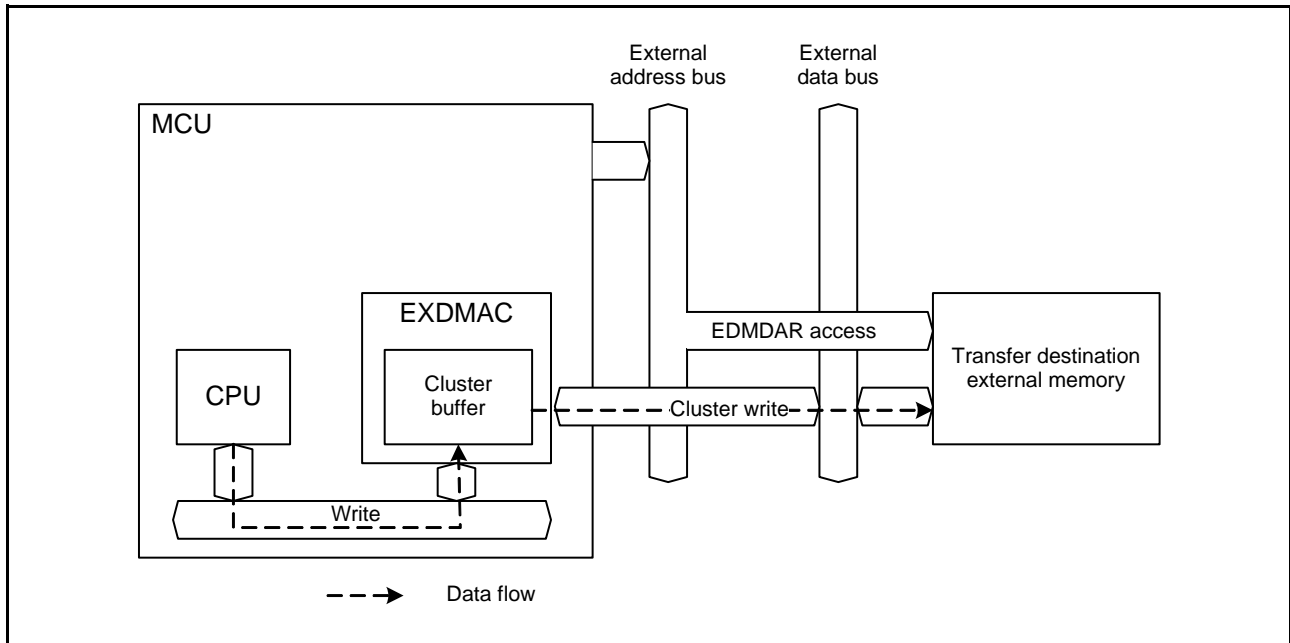 External
address bus
External
data bus
MCU
EXDMAC
EDMDAR access
Transfer destination
external memory
CPU
Cluster
buffer
Cluster write
Write
Data flow